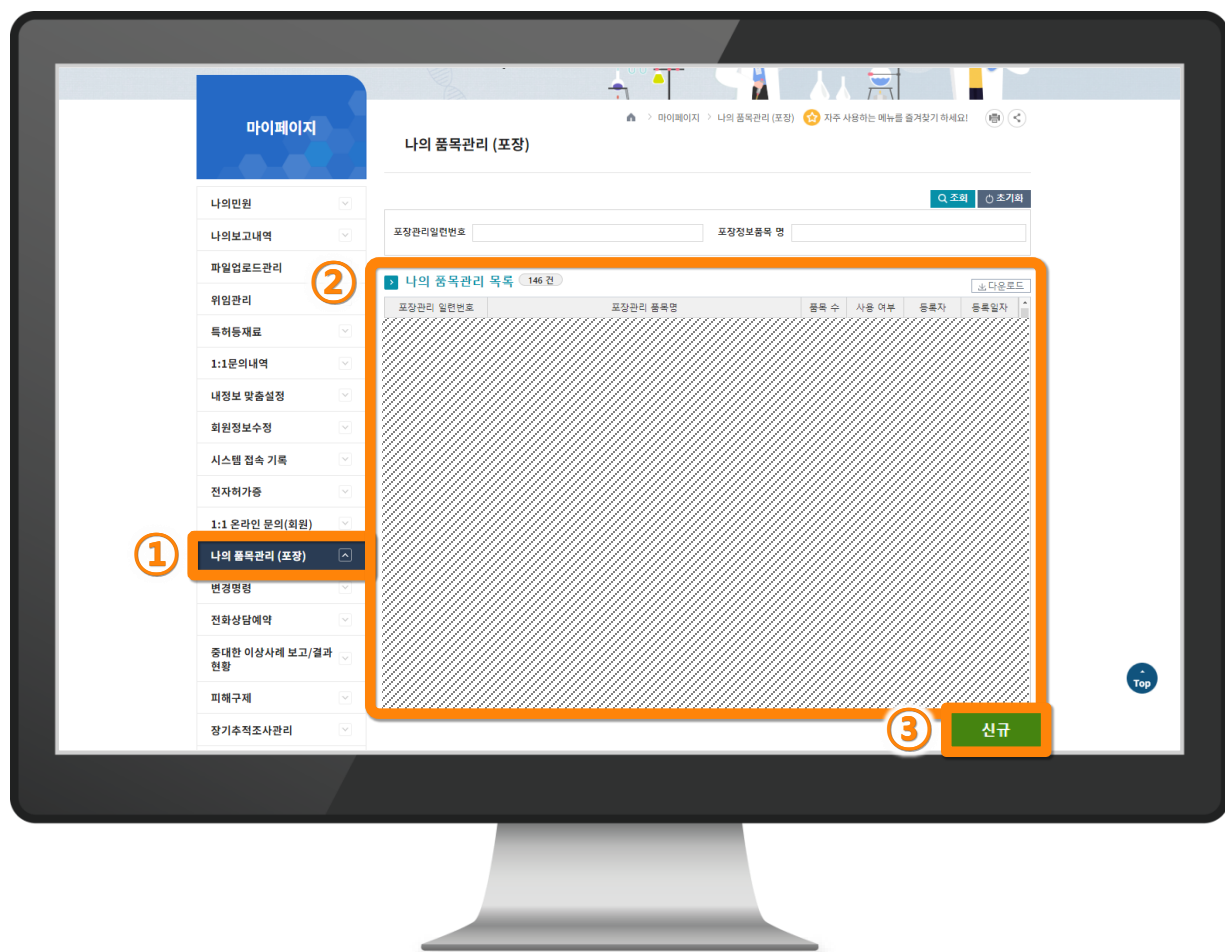 마이페이지
마이페이지 > 나의 품목관리 (포장) 자주 사용하는 메뉴를 즐겨찾기 하세요!
나의 품목관리 (포장)
조회 초기화
포장관리일련번호 포장정보품목 명
나의민원
나의보고내역
파일업로드관리
위임관리
특허등재료
1:1문의내역
내정보 맞춤설정
회원정보수정
시스템 접속 기록
전자허가증
1:1 온라인 문의(회원)
① 나의 품목관리 (포장)
변경명령
전화상담예약
중대한 이상사례 보고/결과
현황
피해구제
장기추적조사관리
② 나의 품목관리 목록 146 건
다운로드
포장관리 일련번호 포장관리 품목명 품목 수 사용 여부 등록자 등록일자
Top
③ 신규